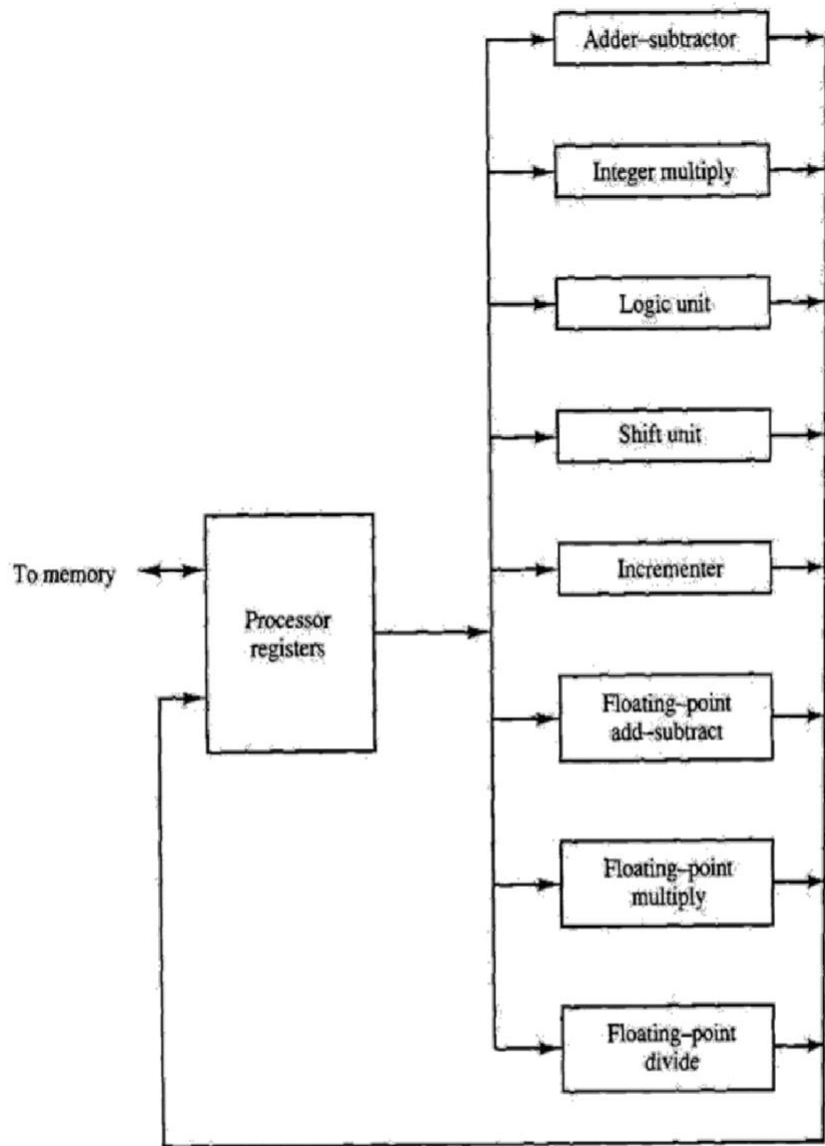 Adder–subtractor
Integer multiply
Logic unit
Shift unit
Incrementer
To memory
Processor
registers
Floating–point
add–subtract
Floating–point
multiply
Floating–point
divide